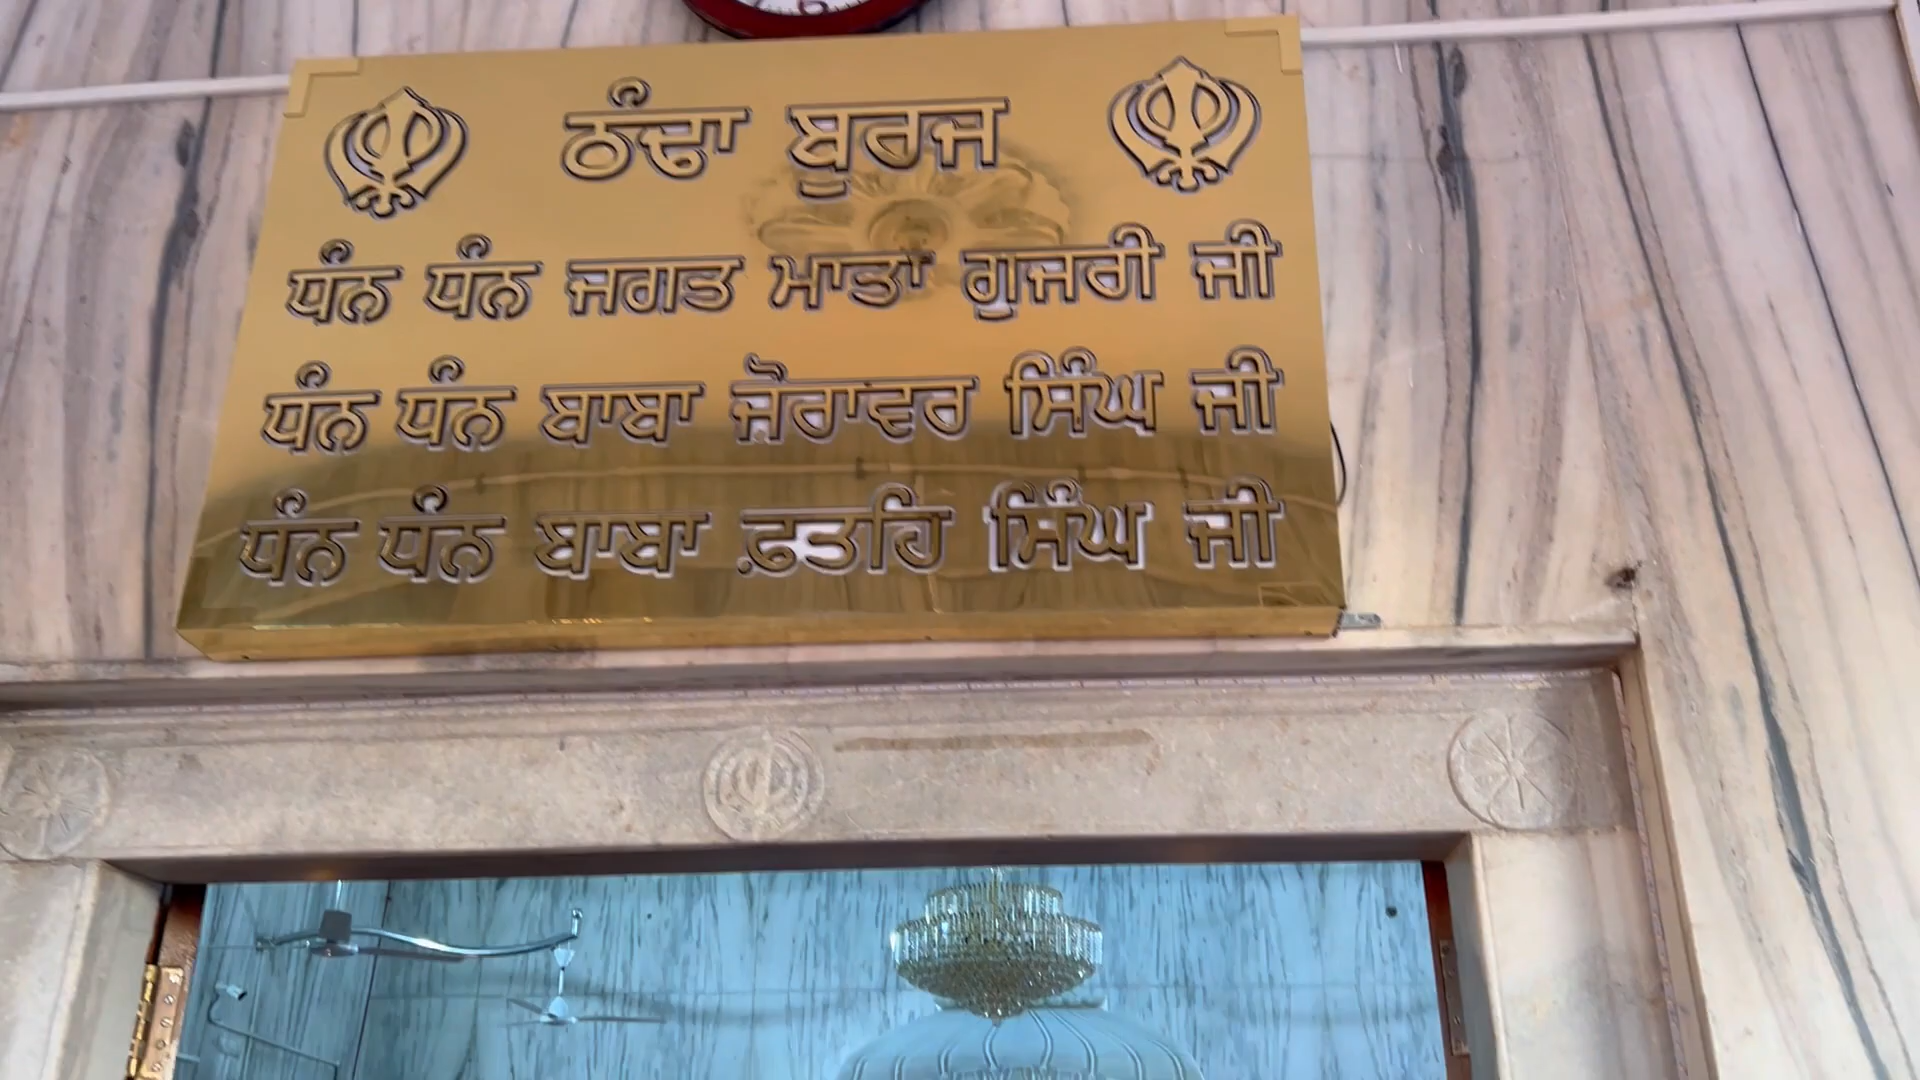 ਠੰਢਾ ਬੁਰਜ
ਧੰਨ ਧੰਨ ਜਗਤ ਮਾਤਾ ਗੁਜਰੀ ਜੀ
ਧੰਨ ਧੰਨ ਬਾਬਾ ਜ਼ੋਰਾਵਰ ਸਿੰਘ ਜੀ
ਧੰਨ ਧੰਨ ਬਾਬਾ ਫ਼ਤਹਿ ਸਿੰਘ ਜੀ